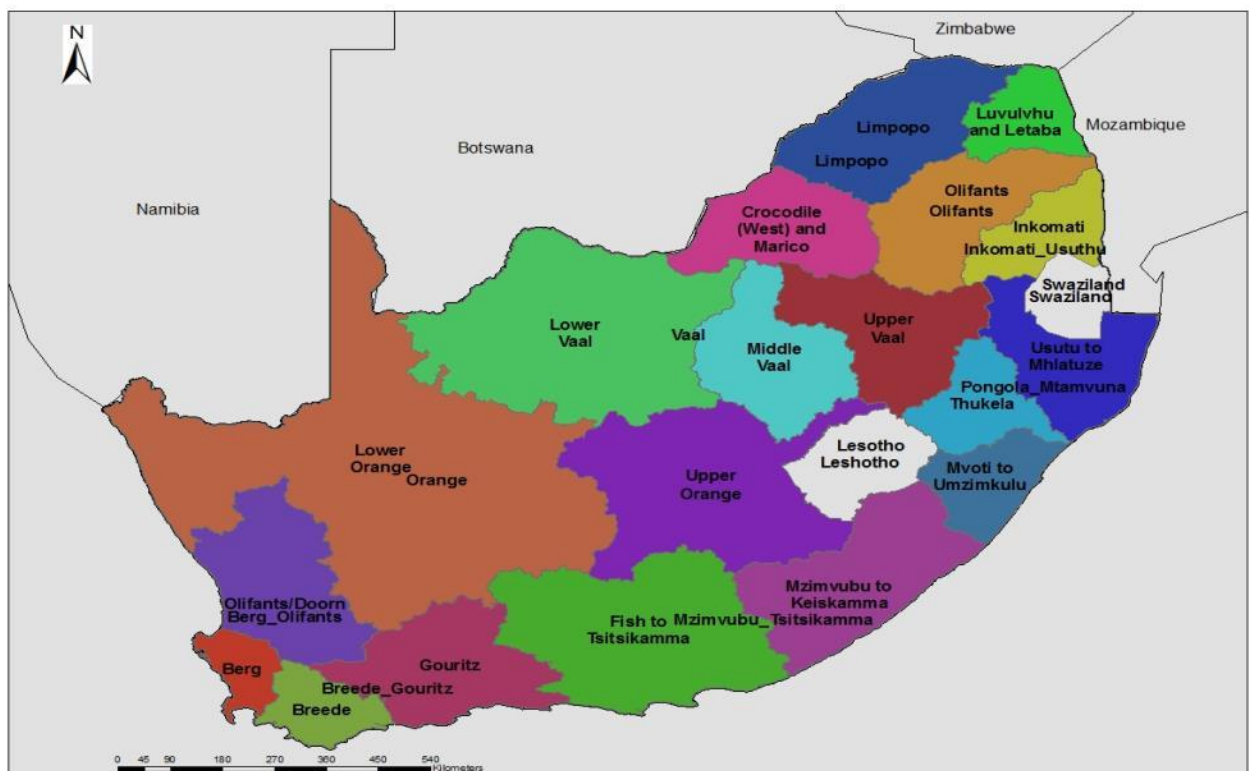 N
Zimbabwe
Limpopo
Limpopo
Luvulvhu
and Letaba
Mozambique
Botswana
Namibia
Olifants
Olifants
Crocodile
(West) and
Marico
Inkomati
Inkomati_Usuthu
Swaziland
Swaziland
Lower
Vaal
Vaal
Middle
Vaal
Upper
Vaal
Usutu to
Mhlatuze
Pongola_Mtamvuna
Thukela
Lower
Orange
Orange
Upper
Orange
Lesotho
Leshotho
Mvoti to
Umzimkulu
Olifants/Doorn
Berg_Olifants
Fish to
Tsitsikamma
Mzimvubu to
Keiskamma
Mzimvubu_Tsitsikamma
Berg
Gouritz
Breede_Gouritz
Breede
0 45 90 180 270 360 450 540
Kilometers